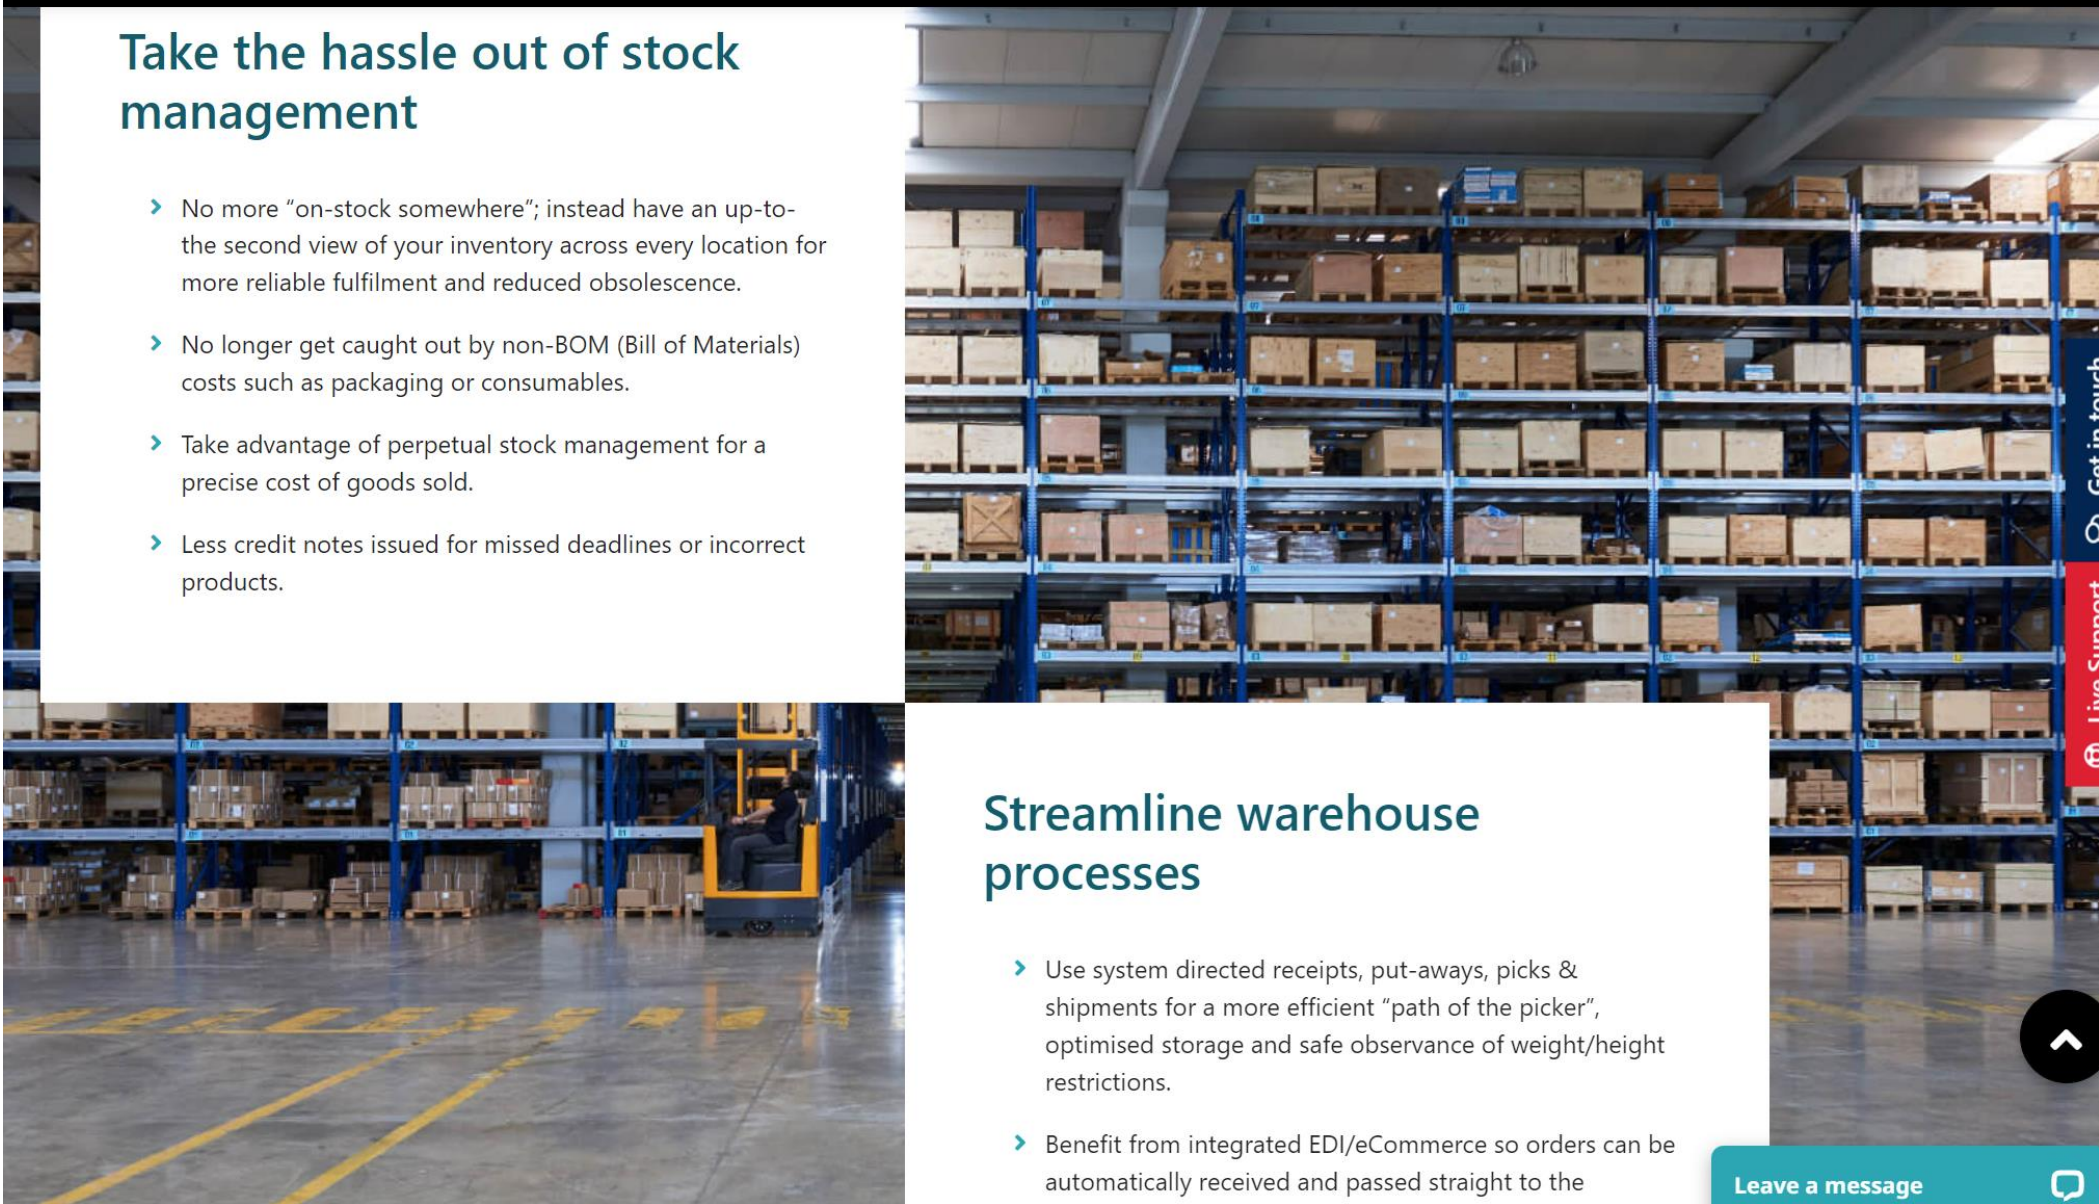 Take the hassle out of stock
management
No more “on-stock somewhere”; instead have an up-to-
the second view of your inventory across every location for
more reliable fulfilment and reduced obsolescence.
No longer get caught out by non-BOM (Bill of Materials)
costs such as packaging or consumables.
Take advantage of perpetual stock management for a
precise cost of goods sold.
Less credit notes issued for missed deadlines or incorrect
products.
Get in touch
Live Support
Streamline warehouse
processes
Use system directed receipts, put-aways, picks &
shipments for a more efficient “path of the picker”,
optimised storage and safe observance of weight/height
restrictions.
Benefit from integrated EDI/eCommerce so orders can be
automatically received and passed straight to the
Leave a message